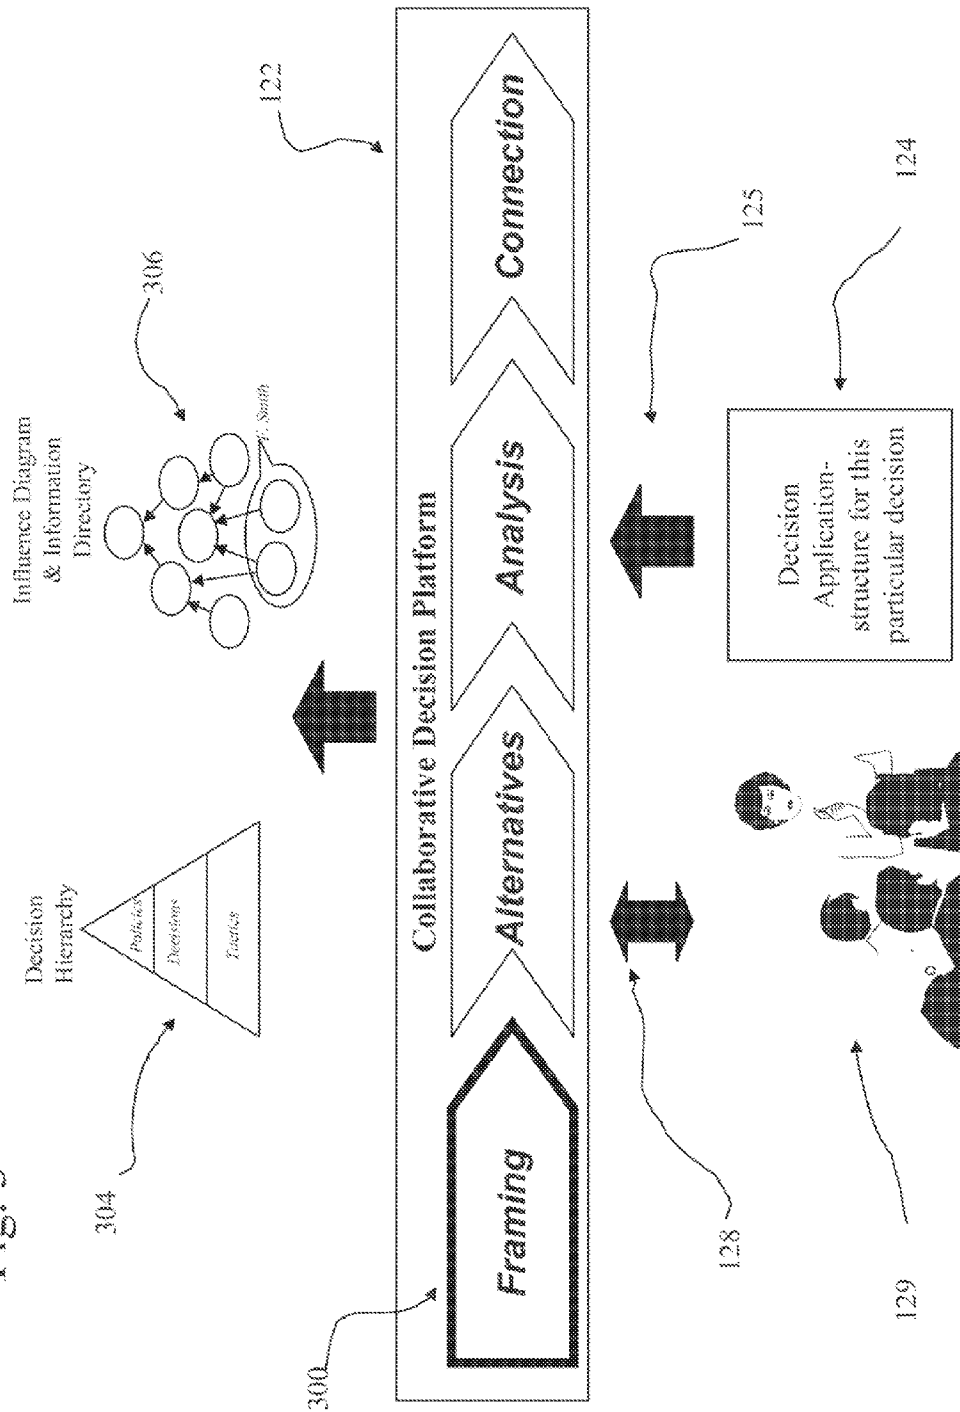 304
Decision
Hierarchy
Policies
Decisions
Tactics
Influence Diagram
& Information
Directory
306
122
300
Collaborative Decision Platform
Framing
Alternatives
Analysis
Connection
128
125
129
Decision
Application-
structure for this
particular decision
124